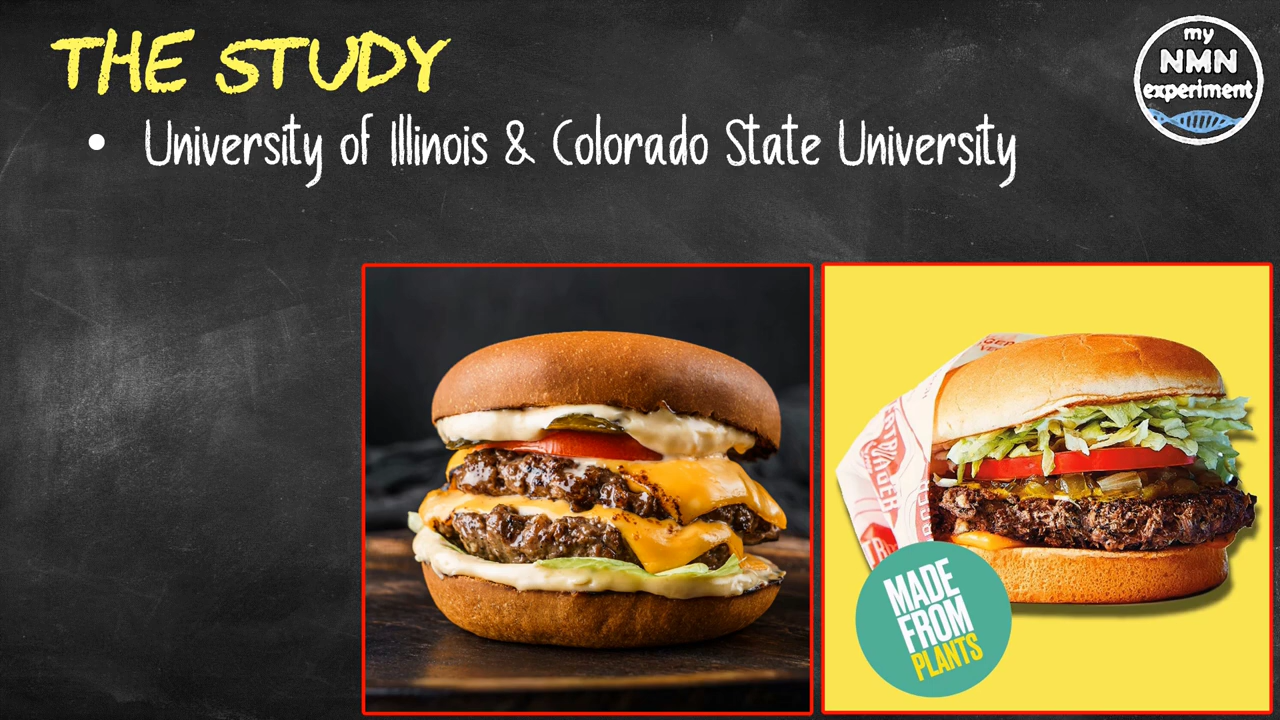 THE STUDY
my
NMN
experiment
• University of Illinois & Colorado State University
MADE
FROM
PLANTS